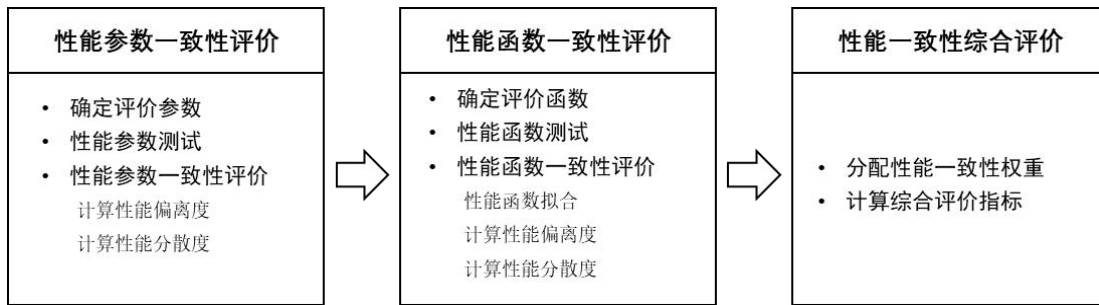 性能参数一致性评价
• 确定评价参数
• 性能参数测试
• 性能参数一致性评价
计算性能偏离度
计算性能分散度
性能函数一致性评价
• 确定评价函数
• 性能函数测试
• 性能函数一致性评价
性能函数拟合
计算性能偏离度
计算性能分散度
性能一致性综合评价
• 分配性能一致性权重
• 计算综合评价指标